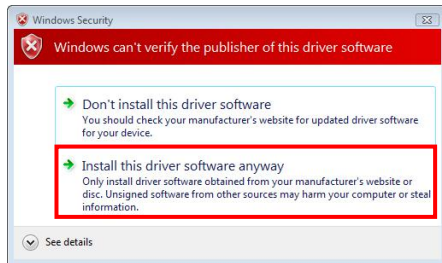 Windows Security
Windows can't verify the publisher of this driver software
Don't install this driver software
You should check your manufacturer's website for updated driver software
for your device.
Install this driver software anyway
Only install driver software obtained from your manufacturer's website or
disc. Unsigned software from other sources may harm your computer or steal
information.
See details